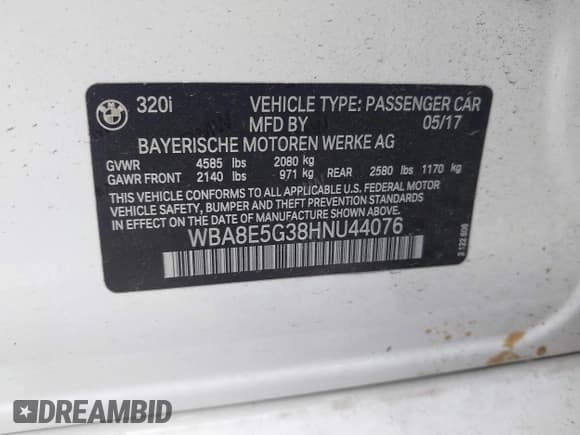 320i VEHICLE TYPE: PASSENGER CAR
MFD BY 05/17
BAYERISCHE MOTOREN WERKE AG
GVWR 4585 lbs 2080 kg
GAWR FRONT 2140 lbs 971 kg REAR 2580 lbs 1170 kg
THIS VEHICLE CONFORMS TO ALL APPLICABLE U.S. FEDERAL MOTOR
VEHICLE SAFETY, BUMPER AND THEFT PREVENTION STANDARDS
IN EFFECT ON THE DATE OF MANUFACTURE SHOWN ABOVE.
WBA8E5G38HNU44076
DREAMBID